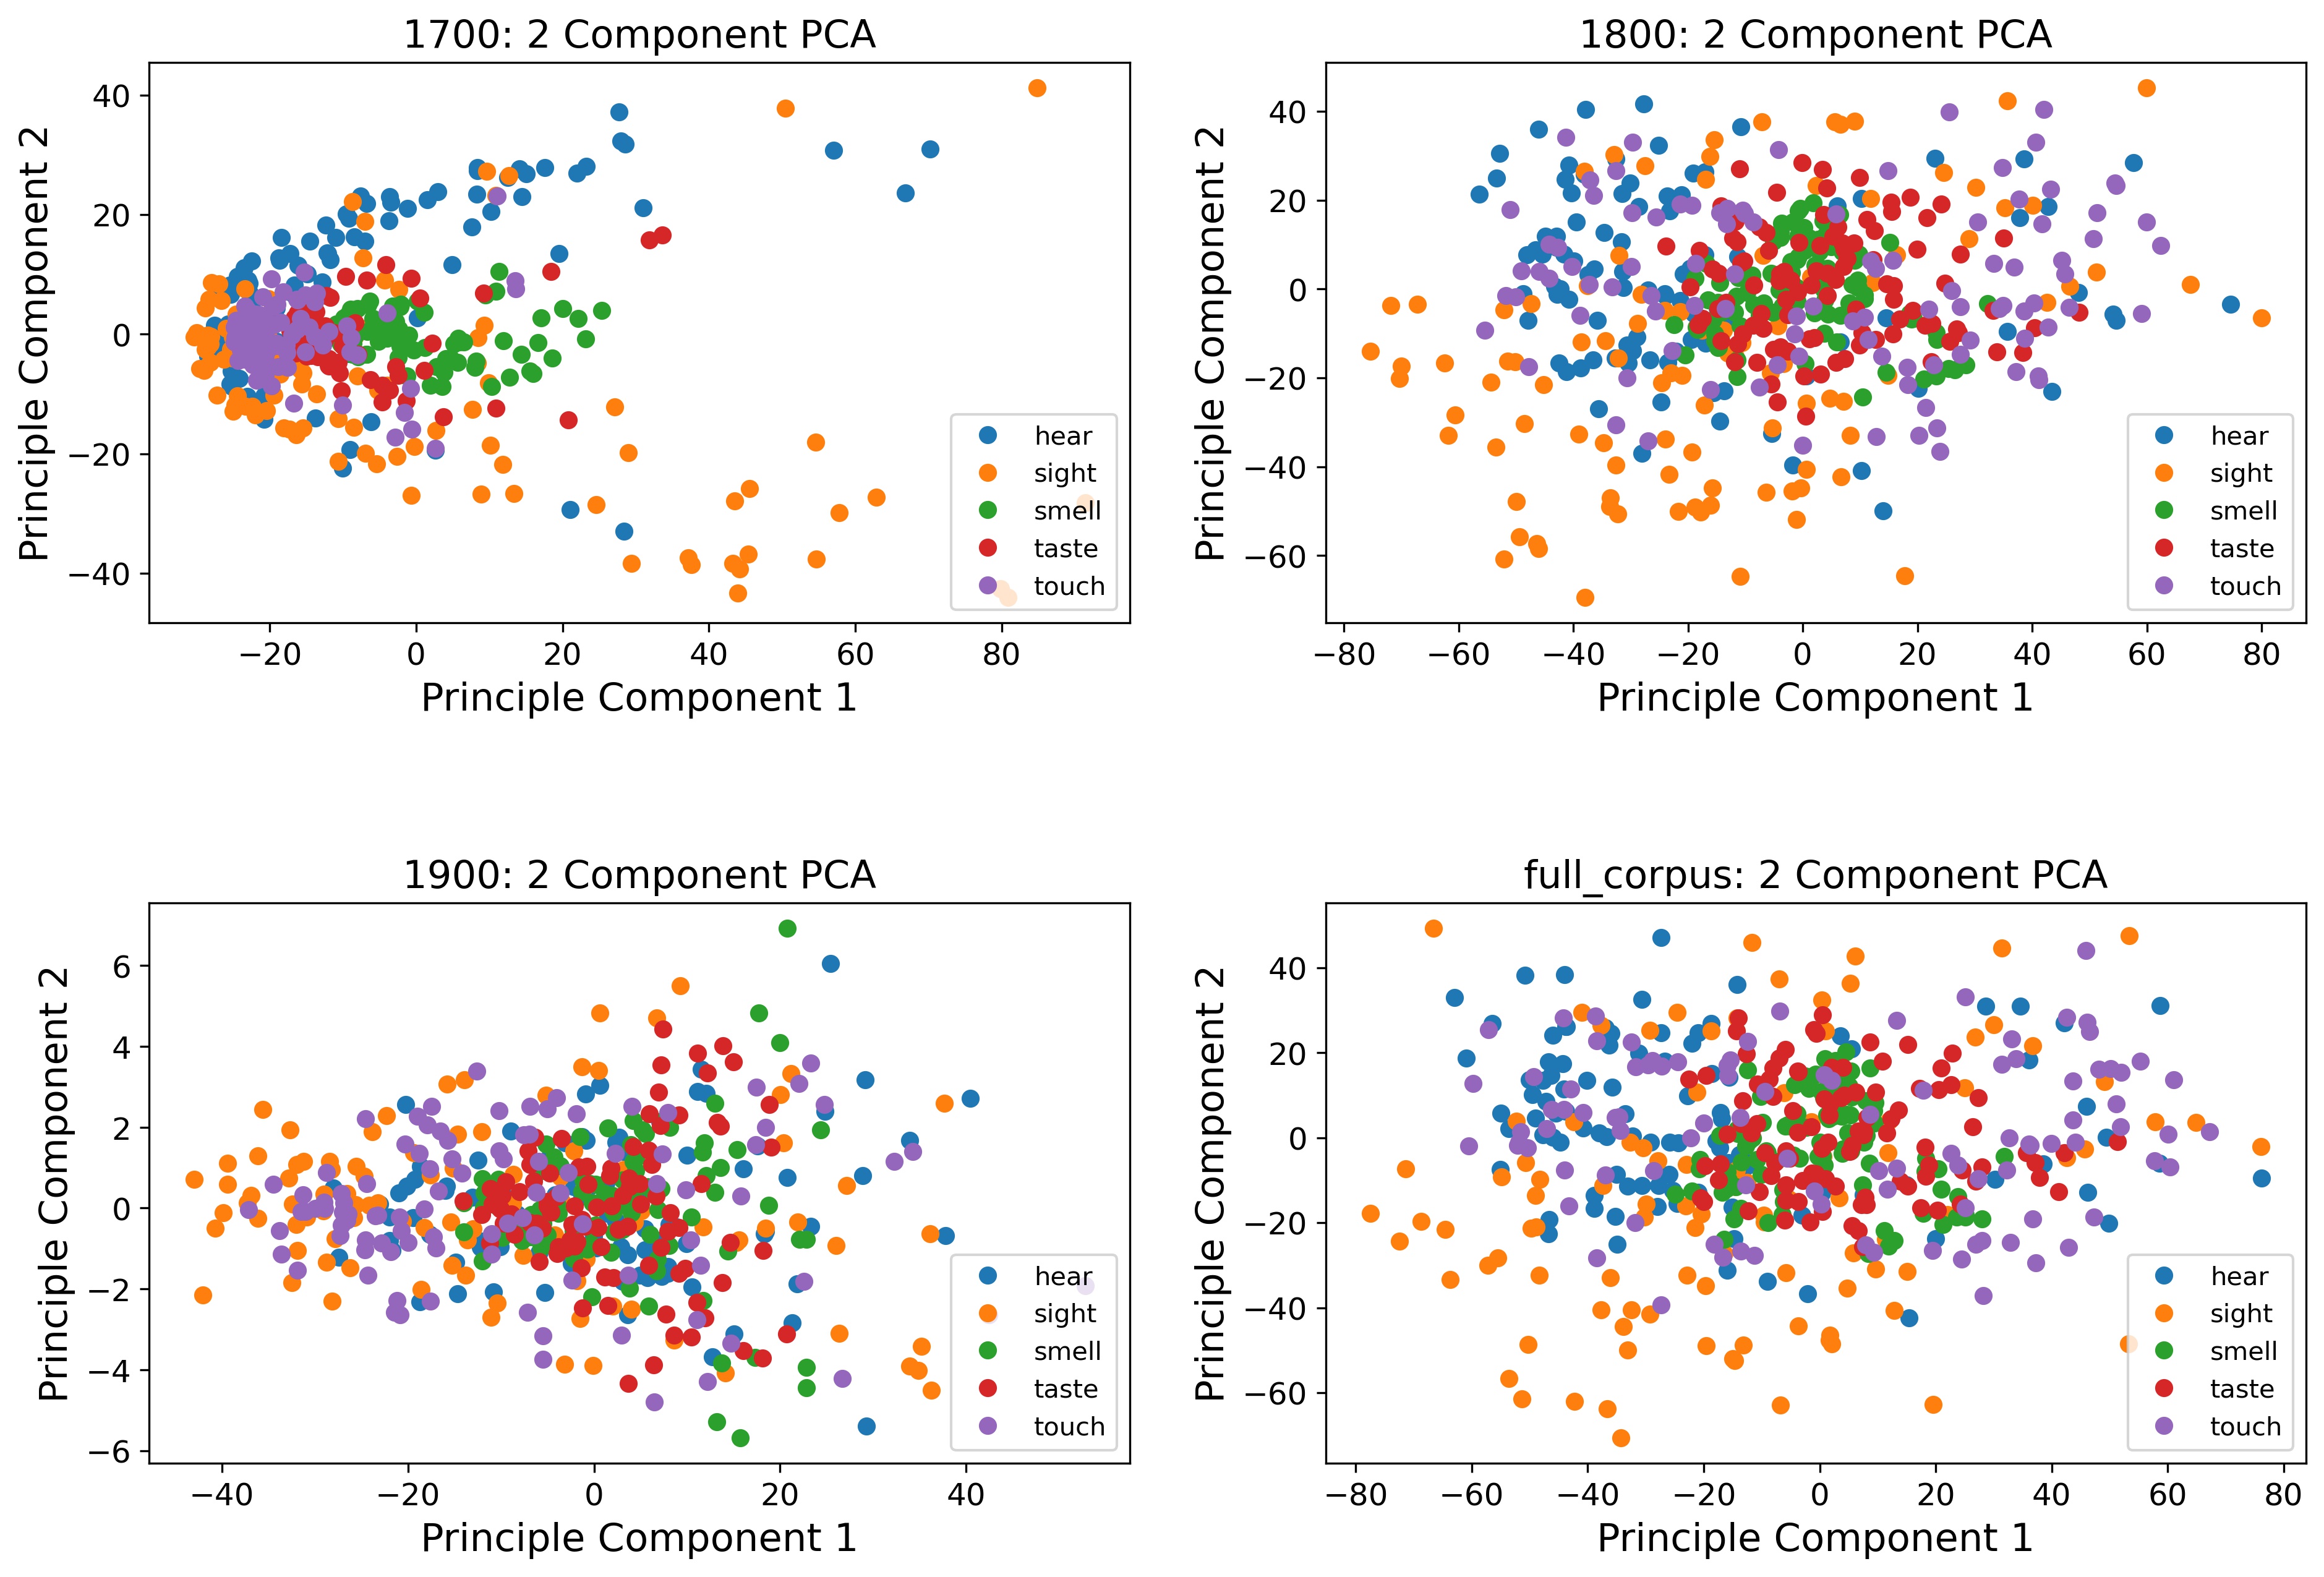 1700: 2 Component PCA
Principle Component 2
40
20
0
−20
−40
−20
0
20
40
60
80
Principle Component 1
hear
sight
smell
taste
touch
1800: 2 Component PCA
Principle Component 2
40
20
0
−20
−40
−60
−80
−60
−40
−20
0
20
40
60
80
Principle Component 1
hear
sight
smell
taste
touch
1900: 2 Component PCA
Principle Component 2
6
4
2
0
−2
−4
−6
−40
−20
0
20
40
Principle Component 1
hear
sight
smell
taste
touch
full_corpus: 2 Component PCA
Principle Component 2
40
20
0
−20
−40
−60
−80
−60
−40
−20
0
20
40
60
80
Principle Component 1
hear
sight
smell
taste
touch